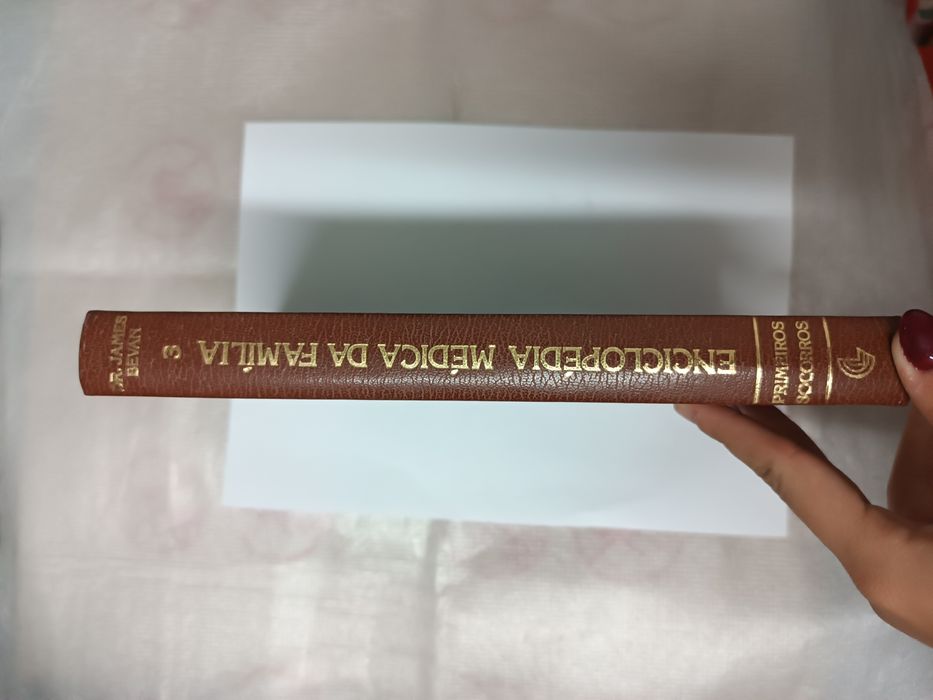 DR. JAMES
BEVAN
3
ENCICLOPÉDIA MÉDICA DA FAMÍLIA
PRIMEIROS
SOCORROS